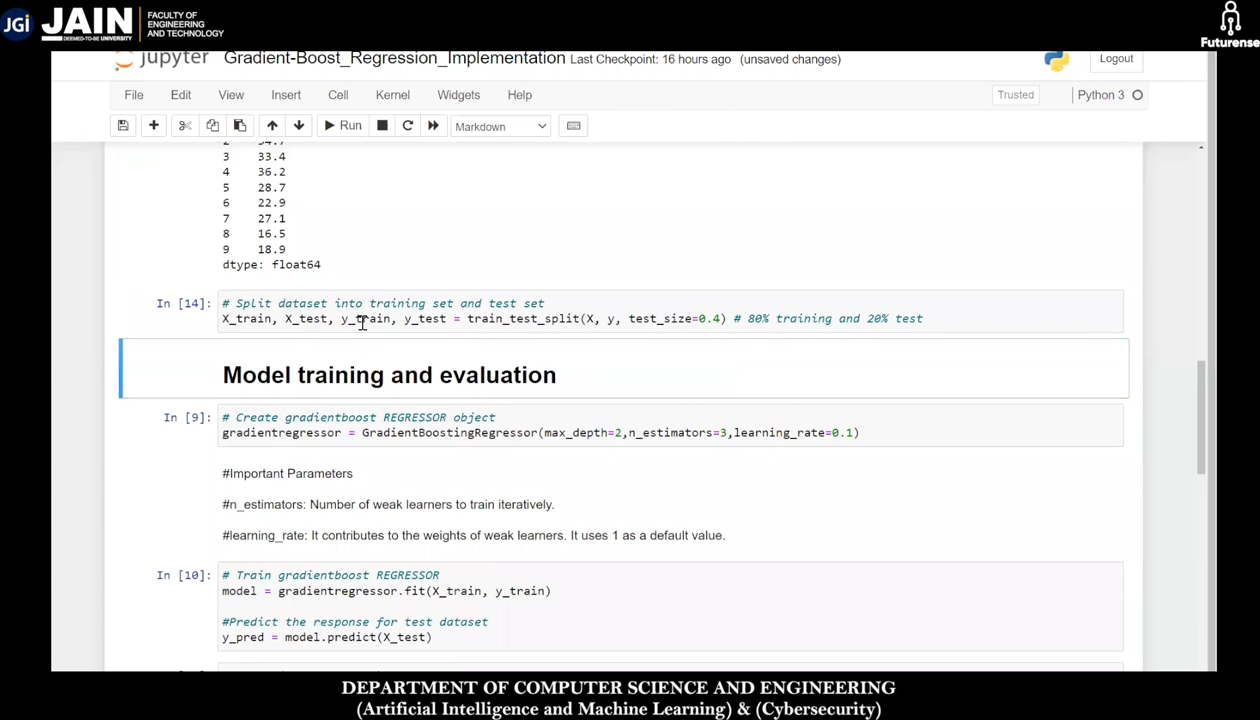 JGI JAIN
DEEMED-TO-BE UNIVERSITY
FACULTY OF
ENGINEERING
AND TECHNOLOGY
Futurense
jupyter Gradient-Boost_Regression_Implementation Last Checkpoint: 16 hours ago (unsaved changes)
Logout
File Edit View Insert Cell Kernel Widgets Help
Trusted Python 3
Run Markdown
2 34.7
3 33.4
4 36.2
5 28.7
6 22.9
7 27.1
8 16.5
9 18.9
dtype: float64
In [14]: # Split dataset into training set and test set
X_train, X_test, y_train, y_test = train_test_split(X, y, test_size=0.4) # 80% training and 20% test
Model training and evaluation
In [9]: # Create gradientboost REGRESSOR object
gradientregressor = GradientBoostingRegressor(max_depth=2,n_estimators=3,learning_rate=0.1)
#Important Parameters
#n_estimators: Number of weak learners to train iteratively.
#learning_rate: It contributes to the weights of weak learners. It uses 1 as a default value.
In [10]: # Train gradientboost REGRESSOR
model = gradientregressor.fit(X_train, y_train)
#Predict the response for test dataset
y_pred = model.predict(X_test)
DEPARTMENT OF COMPUTER SCIENCE AND ENGINEERING
(Artificial Intelligence and Machine Learning) & (Cybersecurity)